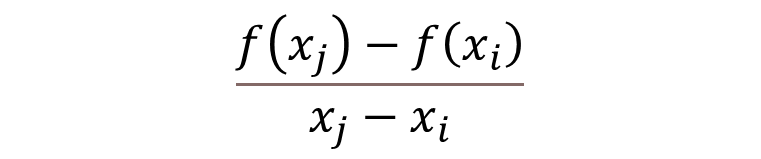 f(xⱼ) − f(xᵢ)
xⱼ − xᵢ